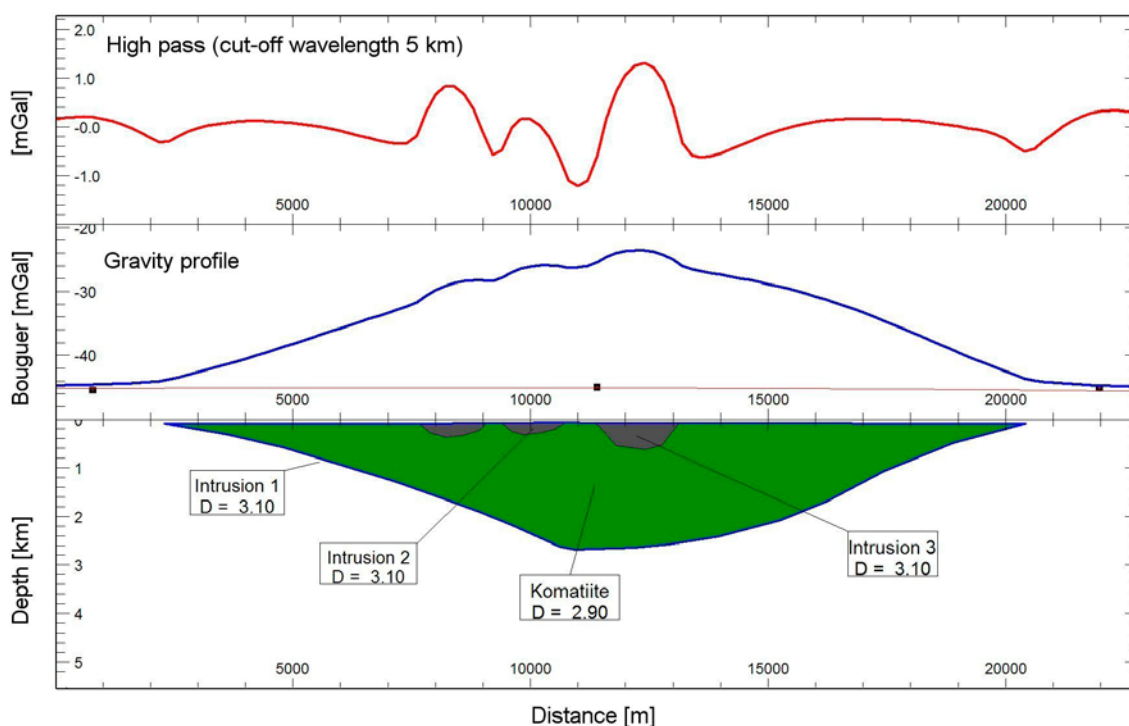 High pass (cut-off wavelength 5 km)
[mGal]
2.0
1.0
-0.0
-1.0
5000 10000 15000 20000
Gravity profile
Bouguer [mGal]
-20
-30
-40
5000 10000 15000 20000
Depth [km]
0
1
2
3
4
5
Intrusion 1
D = 3.10
Intrusion 2
D = 3.10
Komatiite
D = 2.90
Intrusion 3
D = 3.10
5000 10000 15000 20000
Distance [m]